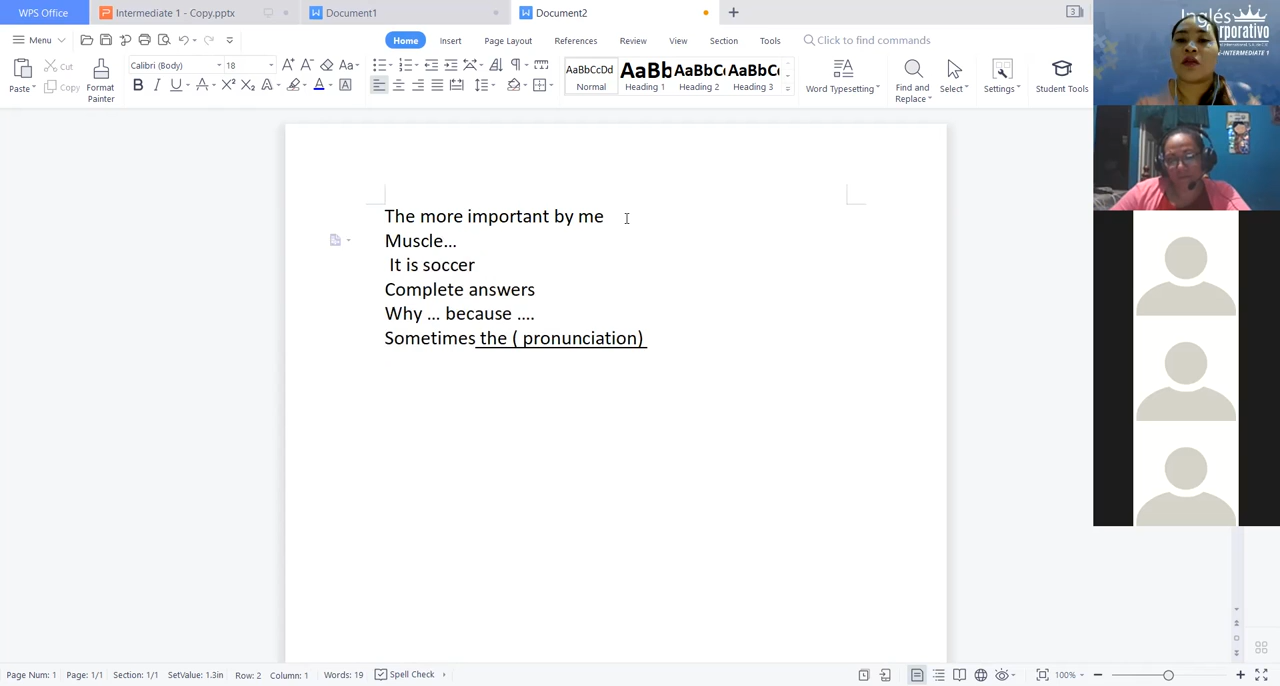 WPS Office
Intermediate 1 - Copy.pptx
Document1
Document2
3
Menu
Home
Insert
Page Layout
References
Review
View
Section
Tools
Click to find commands
Paste
Cut
Copy
Format
Painter
Calibri (Body)
18
AaBbCcDd
Normal
AaBb
Heading 1
AaBbC
Heading 2
AaBbC
Heading 3
Word Typesetting
Find and
Replace
Select
Settings
Student Tools
Inglés
The more important by me
Muscle...
It is soccer
Complete answers
Why ... because ....
Sometimes the ( pronunciation)
Page Num: 1
Page: 1/1
Section: 1/1
SetValue: 1.3in
Row: 2
Column: 1
Words: 19
Spell Check
100%